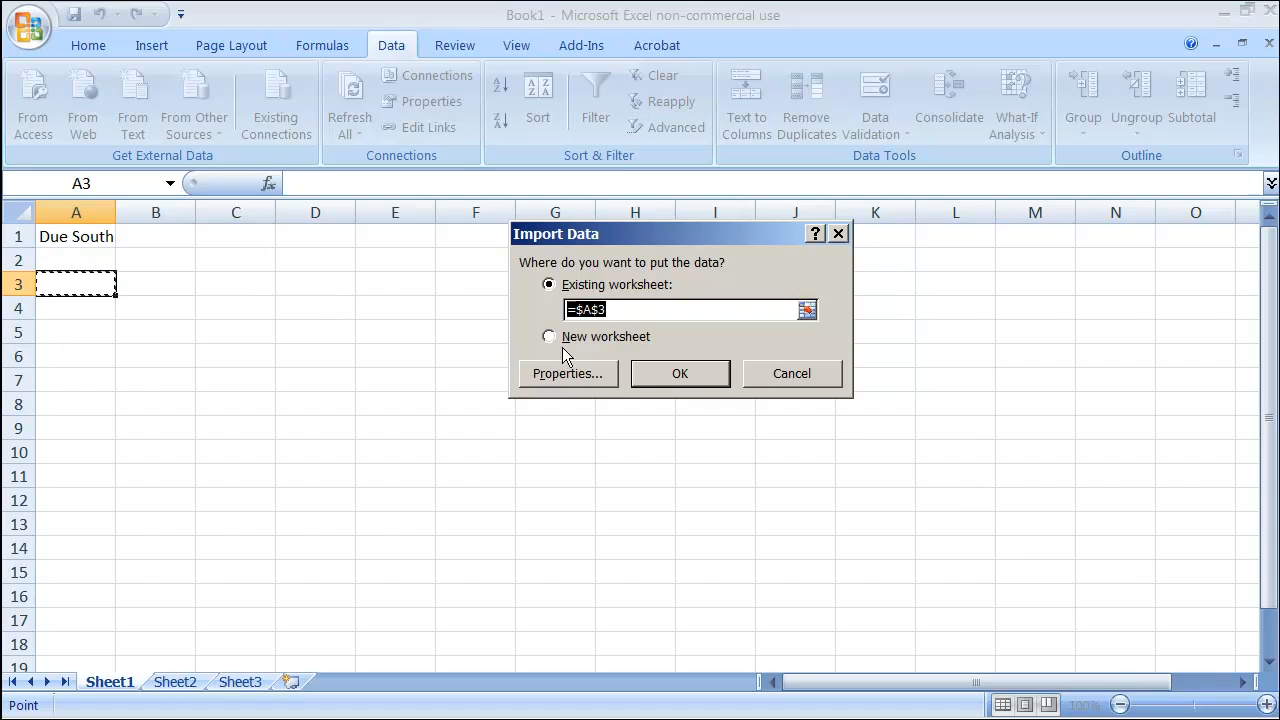 Book1 - Microsoft Excel non-commercial use
Home Insert Page Layout Formulas Data Review View Add-Ins Acrobat
From Access
From Web
From Text
From Other Sources
Existing Connections
Get External Data
Refresh All
Connections
Properties
Edit Links
Connections
Sort
Filter
Clear
Reapply
Advanced
Sort & Filter
Text to Columns
Remove Duplicates
Data Validation
Consolidate
What-If Analysis
Data Tools
Group
Ungroup
Subtotal
Outline
A3 fx
A B C D E F G H I J K L M N O
1 Due South
2
3
4
5
6
7
8
9
10
11
12
13
14
15
16
17
18
19
Import Data ?
Where do you want to put the data?
Existing worksheet:
=$A$3
New worksheet
Properties... OK Cancel
Sheet1 Sheet2 Sheet3
Point 100%